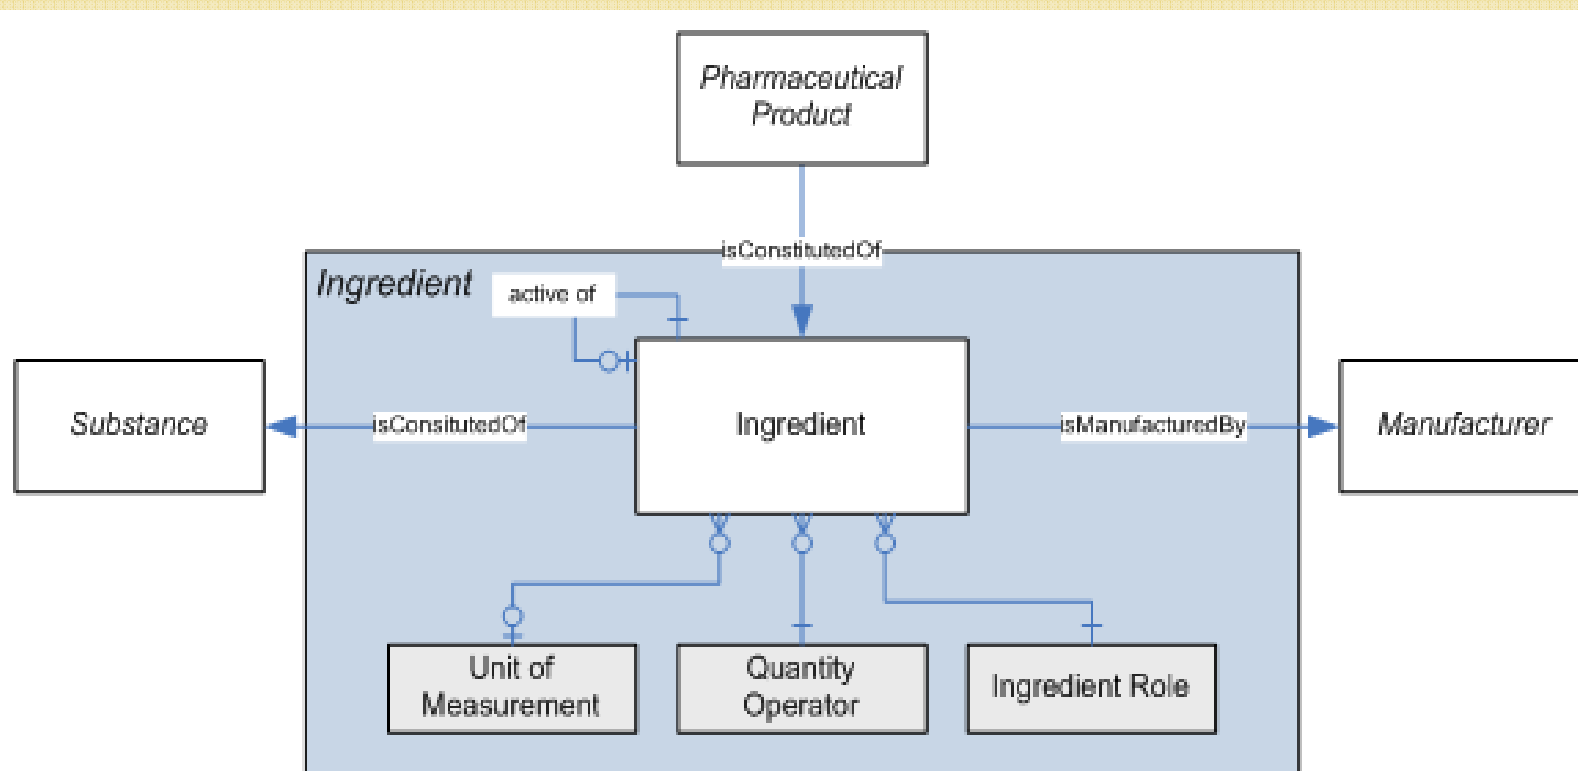 Pharmaceutical
Product
isConstitutedOf
Ingredient
active of
Substance
isConsitutedOf
Ingredient
isManufacturedBy
Manufacturer
Unit of
Measurement
Quantity
Operator
Ingredient Role